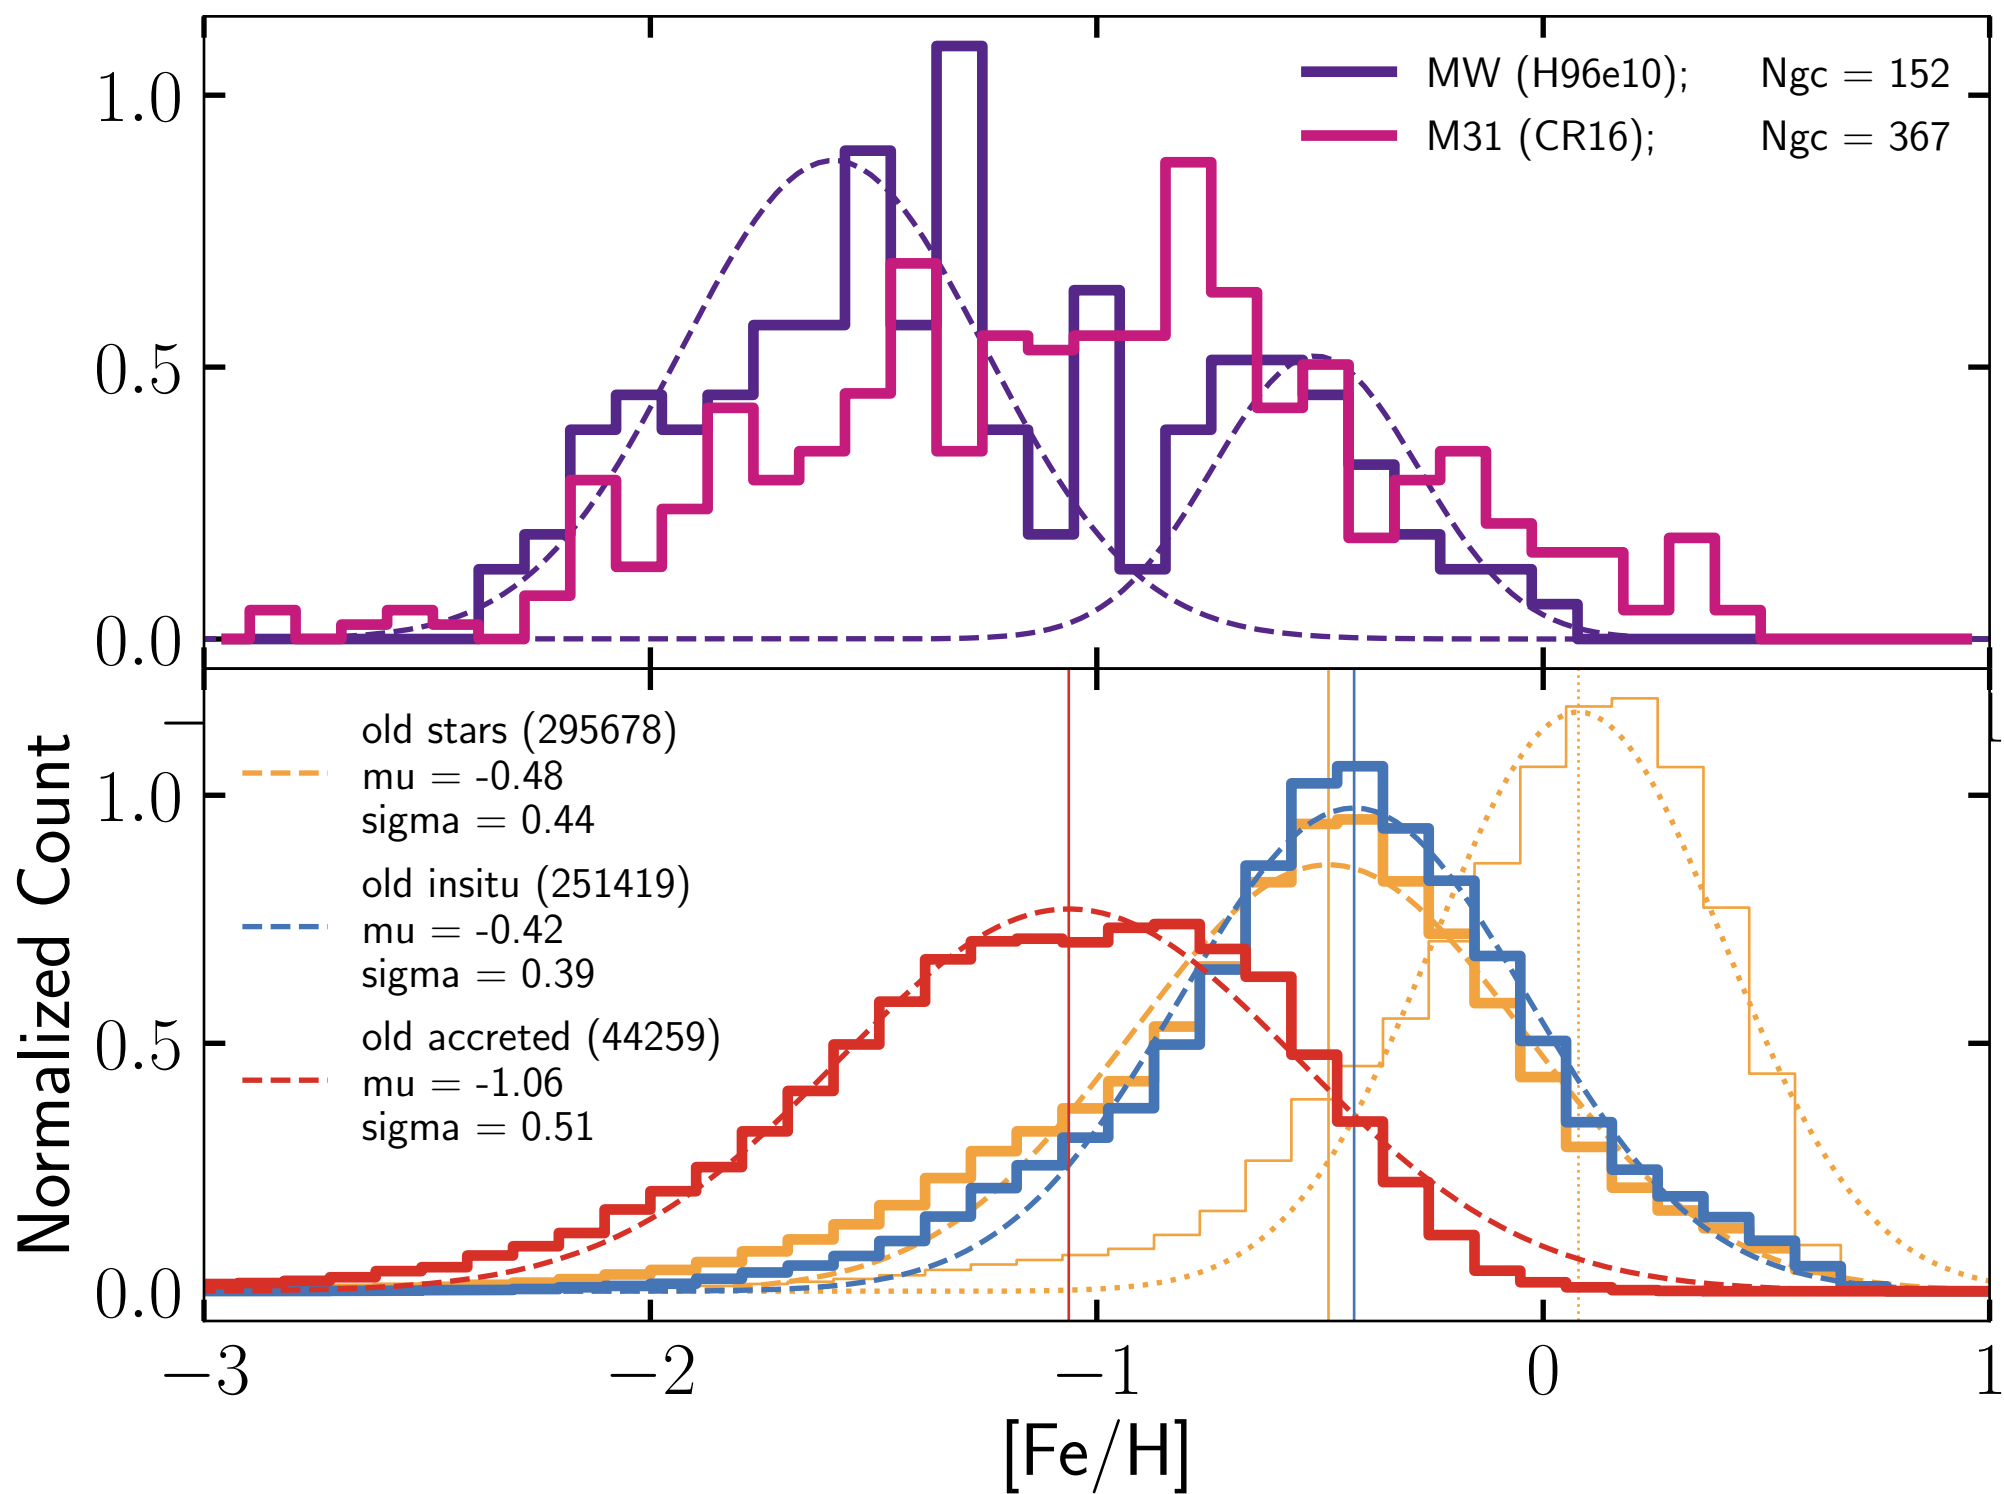 1.0
0.5
0.0
MW (H96e10); Ngc = 152
M31 (CR16); Ngc = 367
Normalized Count
1.0
0.5
0.0
old stars (295678)
mu = -0.48
sigma = 0.44
old insitu (251419)
mu = -0.42
sigma = 0.39
old accreted (44259)
mu = -1.06
sigma = 0.51
−3 −2 −1 0 1
[Fe/H]